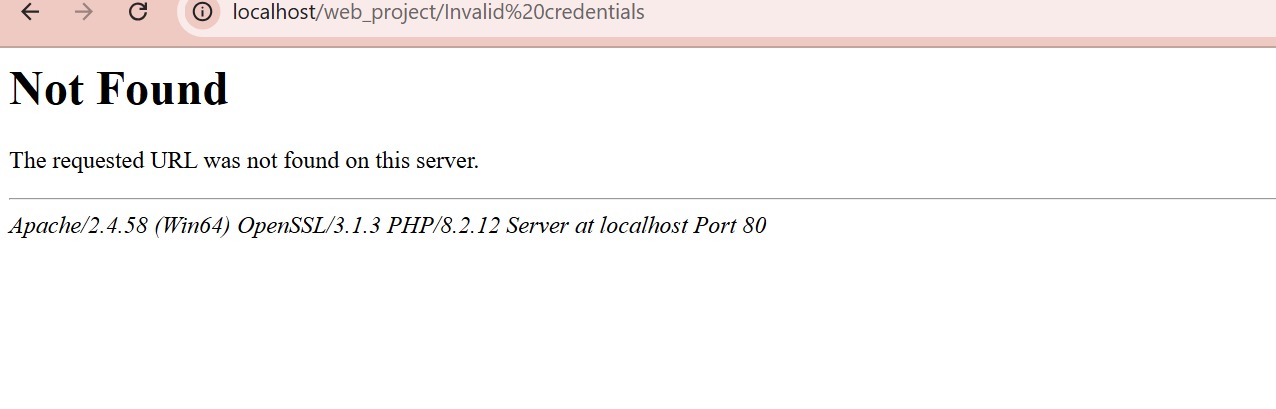 localhost/web_project/Invalid%20credentials
Not Found
The requested URL was not found on this server.
Apache/2.4.58 (Win64) OpenSSL/3.1.3 PHP/8.2.12 Server at localhost Port 80